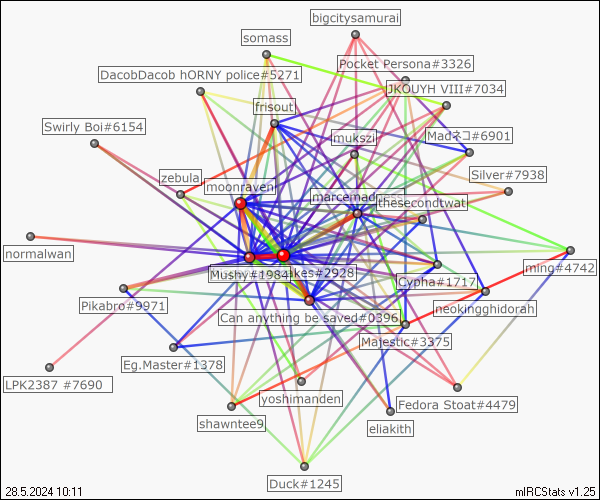 bigcitysamurai
somass
Pocket Persona#3326
DacobDacob hORNY police#5271
JKOUYH VIII#7034
frisout
Swirly Boi#6154
mukszi
Madネコ#6901
Silver#7938
zebula
moonraven
marcemadness
thesecondtwat
normalwan
ming#4742
Mushy#1984
akes#2928
Cypha#1717
Pikabro#9971
neokingghidorah
Can anything be saved#0396
Majestic#3375
Eg.Master#1378
LPK2387 #7690
yoshimanden
Fedora Stoat#4479
shawntee9
eliakith
Duck#1245
28.5.2024 10:11
mIRCStats v1.25